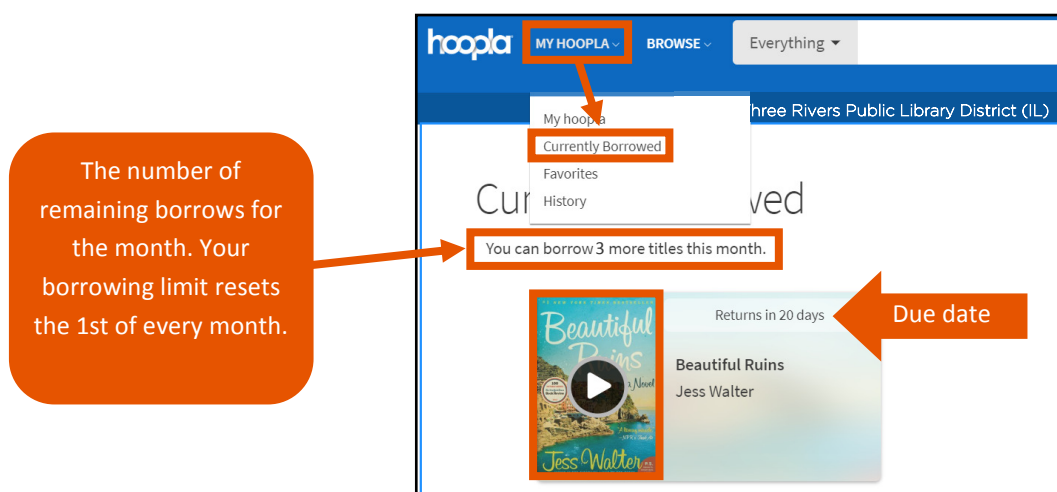 hoopla MY HOOPLA BROWSE Everything
Three Rivers Public Library District (IL)
My hoopla
Currently Borrowed
Favorites
History
You can borrow 3 more titles this month.
The number of
remaining borrows for
the month. Your
borrowing limit resets
the 1st of every month.
Returns in 20 days
Due date
Beautiful Ruins
Jess Walter
Beautiful
Ruins
a Novel
Jess Walter